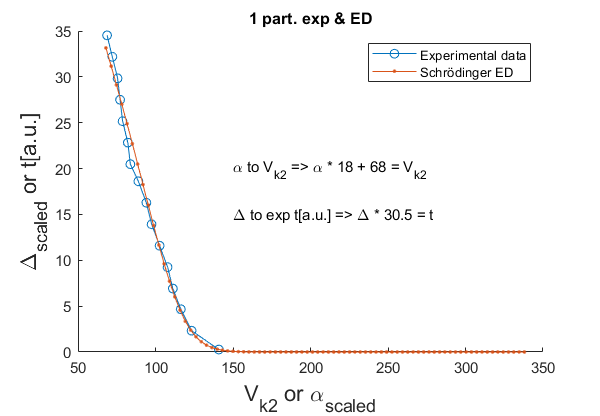 1 part. exp & ED
Experimental data
Schrödinger ED
α to V_k2 => α * 18 + 68 = V_k2
Δ to exp t[a.u.] => Δ * 30.5 = t
Δ_scaled or t[a.u.]
35
30
25
20
15
10
5
0
50 100 150 200 250 300 350
V_k2 or α_scaled